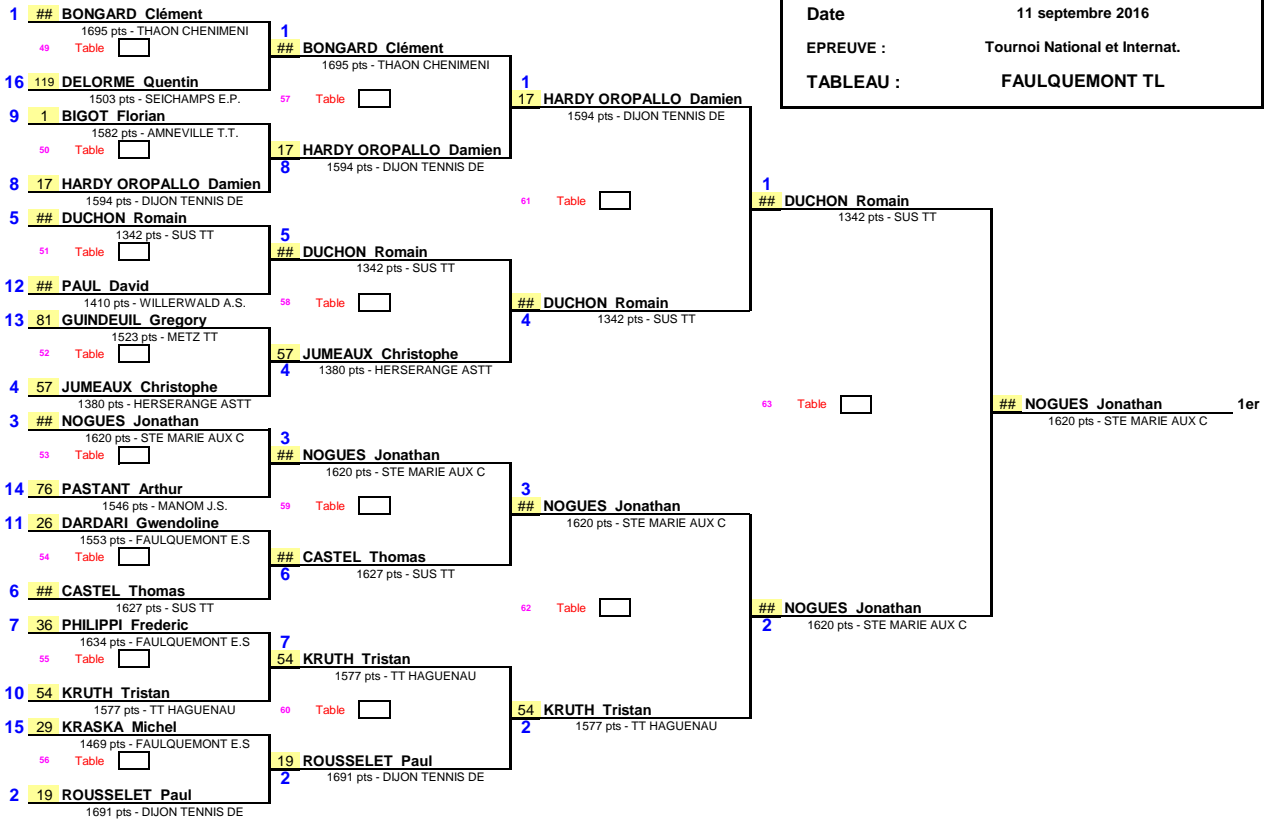 Date 11 septembre 2016
EPREUVE : Tournoi National et Internat.
TABLEAU : FAULQUEMONT TL
1 ## BONGARD Clément
1695 pts - THAON CHENIMENI
49 Table
16 119 DELORME Quentin
1503 pts - SEICHAMPS E.P.
9 1 BIGOT Florian
1582 pts - AMNEVILLE T.T.
50 Table
8 17 HARDY OROPALLO Damien
1594 pts - DIJON TENNIS DE
5 ## DUCHON Romain
1342 pts - SUS TT
51 Table
12 ## PAUL David
1410 pts - WILLERWALD A.S.
13 81 GUINDEUIL Gregory
1523 pts - METZ TT
52 Table
4 57 JUMEAUX Christophe
1380 pts - HERSERANGE ASTT
3 ## NOGUES Jonathan
1620 pts - STE MARIE AUX C
53 Table
14 76 PASTANT Arthur
1546 pts - MANOM J.S.
11 26 DARDARI Gwendoline
1553 pts - FAULQUEMONT E.S
54 Table
6 ## CASTEL Thomas
1627 pts - SUS TT
7 36 PHILIPPI Frederic
1634 pts - FAULQUEMONT E.S
55 Table
10 54 KRUTH Tristan
1577 pts - TT HAGUENAU
15 29 KRASKA Michel
1469 pts - FAULQUEMONT E.S
56 Table
2 19 ROUSSELET Paul
1691 pts - DIJON TENNIS DE
1
## BONGARD Clément
1695 pts - THAON CHENIMENI
57 Table
17 HARDY OROPALLO Damien
8 1594 pts - DIJON TENNIS DE
5
## DUCHON Romain
1342 pts - SUS TT
58 Table
57 JUMEAUX Christophe
4 1380 pts - HERSERANGE ASTT
3
## NOGUES Jonathan
1620 pts - STE MARIE AUX C
59 Table
## CASTEL Thomas
6 1627 pts - SUS TT
7
54 KRUTH Tristan
1577 pts - TT HAGUENAU
60 Table
19 ROUSSELET Paul
2 1691 pts - DIJON TENNIS DE
1
17 HARDY OROPALLO Damien
1594 pts - DIJON TENNIS DE
61 Table
## DUCHON Romain
4 1342 pts - SUS TT
3
## NOGUES Jonathan
1620 pts - STE MARIE AUX C
62 Table
54 KRUTH Tristan
2 1577 pts - TT HAGUENAU
1
## DUCHON Romain
1342 pts - SUS TT
63 Table
## NOGUES Jonathan
2 1620 pts - STE MARIE AUX C
## NOGUES Jonathan 1er
1620 pts - STE MARIE AUX C